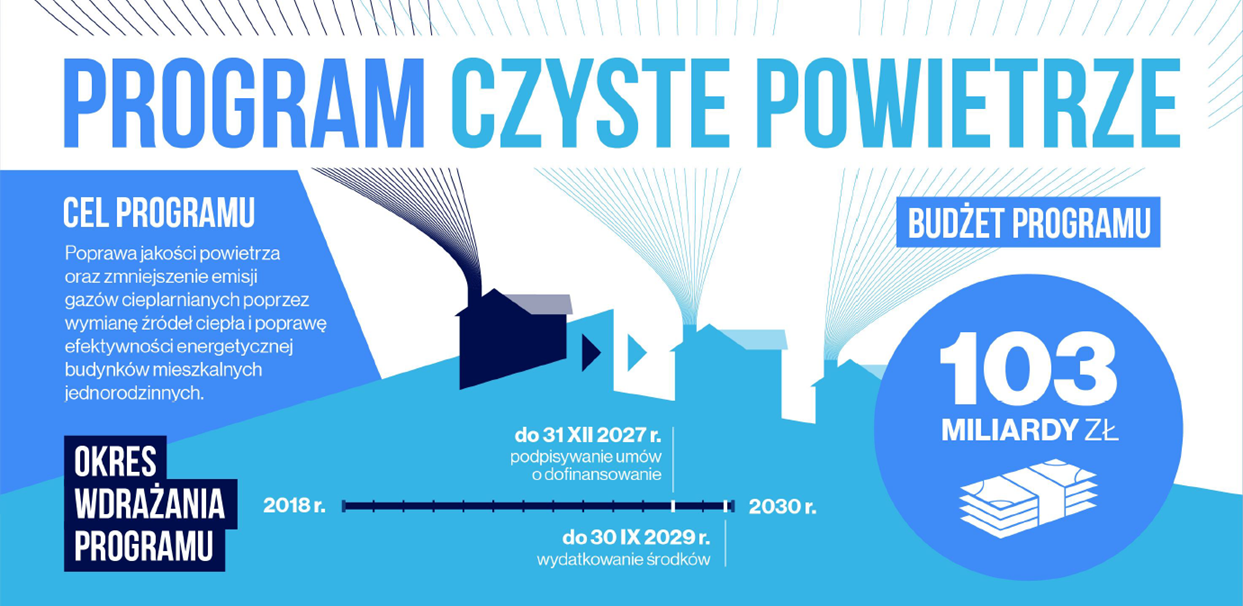 PROGRAM CZYSTE POWIETRZE
CEL PROGRAMU
Poprawa jakości powietrza
oraz zmniejszenie emisji
gazów cieplarnianych poprzez
wymianę źródeł ciepła i poprawę
efektywności energetycznej
budynków mieszkalnych
jednorodzinnych.
BUDŻET PROGRAMU
103
MILIARDY ZŁ
OKRES
WDRAŻANIA
PROGRAMU
do 31 XII 2027 r.
podpisywanie umów
o dofinansowanie
2018 r.
2030 r.
do 30 IX 2029 r.
wydatkowanie środków